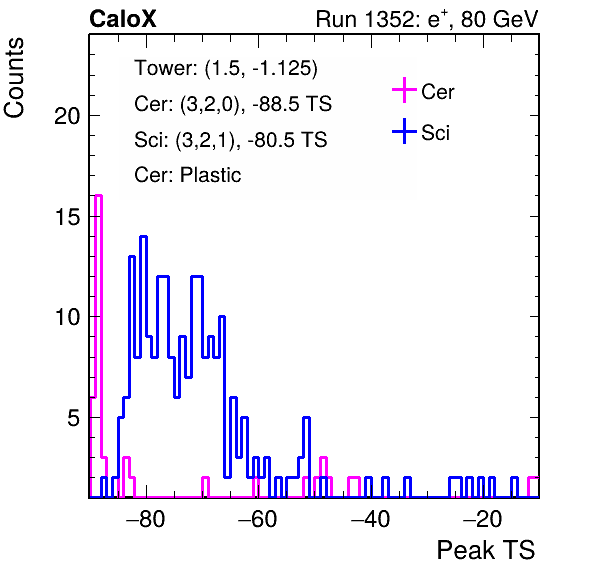 CaloX Run 1352: e⁺, 80 GeV
Counts
Tower: (1.5, -1.125)
Cer: (3,2,0), -88.5 TS
Sci: (3,2,1), -80.5 TS
Cer: Plastic
Cer
Sci
20
15
10
5
−80 −60 −40 −20
Peak TS